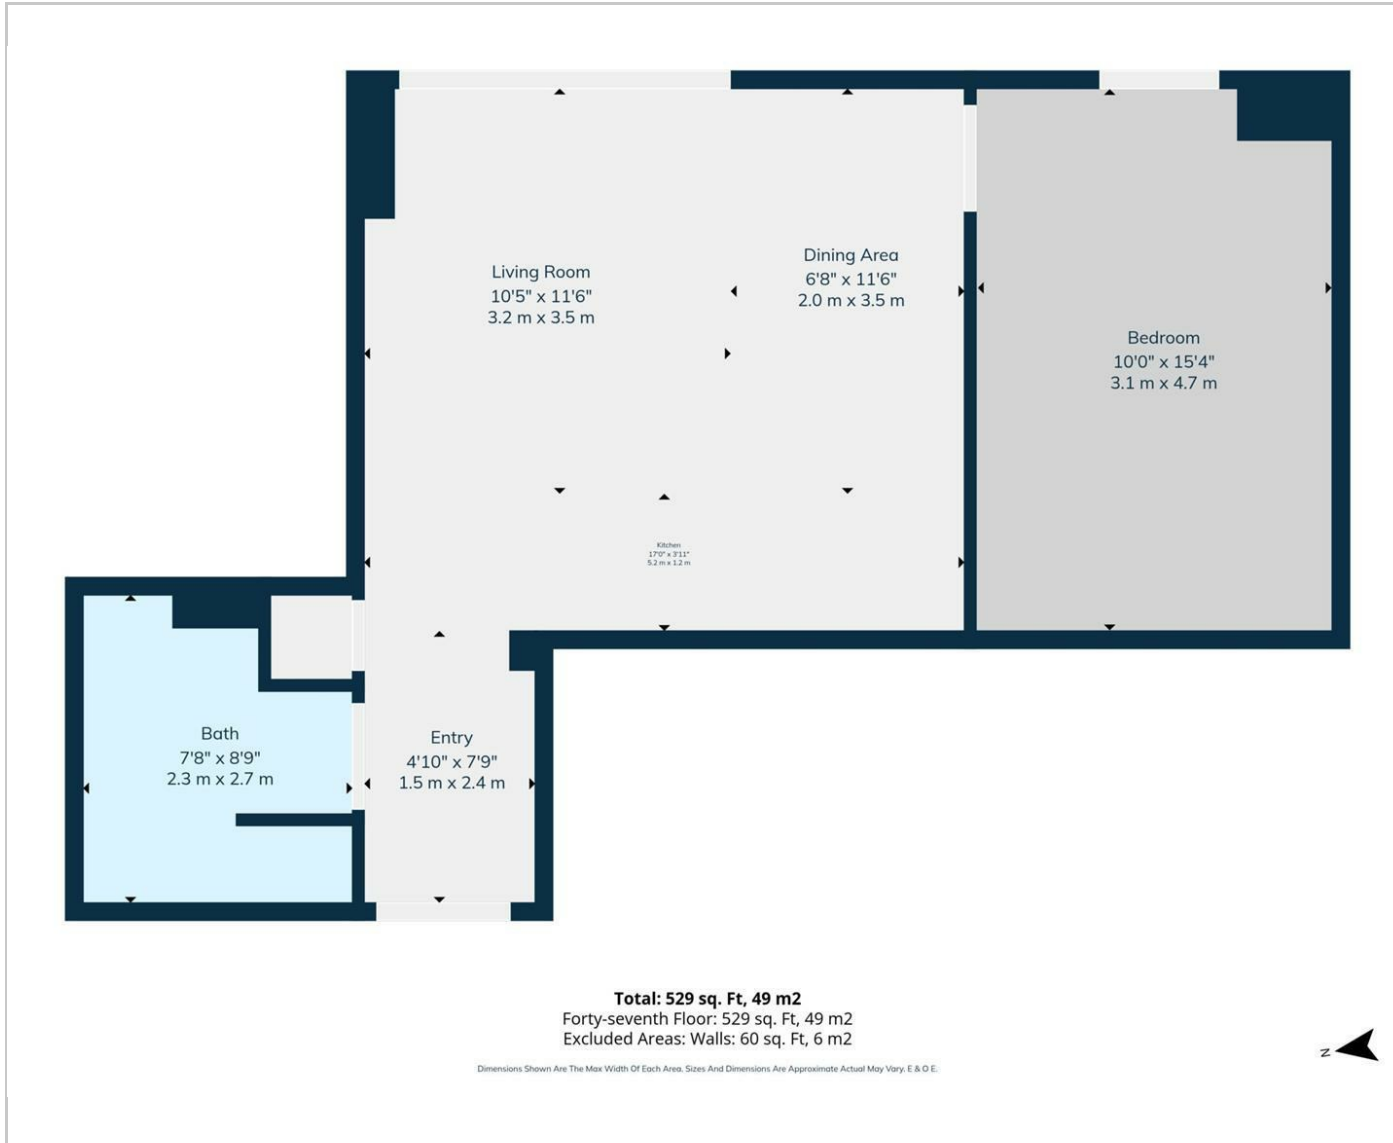 Living Room
10'5" x 11'6"
3.2 m x 3.5 m
Dining Area
6'8" x 11'6"
2.0 m x 3.5 m
Bedroom
10'0" x 15'4"
3.1 m x 4.7 m
Kitchen
17'0" x 3'11"
5.2 m x 1.2 m
Bath
7'8" x 8'9"
2.3 m x 2.7 m
Entry
4'10" x 7'9"
1.5 m x 2.4 m
Total: 529 sq. Ft, 49 m2
Forty-seventh Floor: 529 sq. Ft, 49 m2
Excluded Areas: Walls: 60 sq. Ft, 6 m2
Dimensions Shown Are The Max Width Of Each Area. Sizes And Dimensions Are Approximate Actual May Vary. E & O E.
N